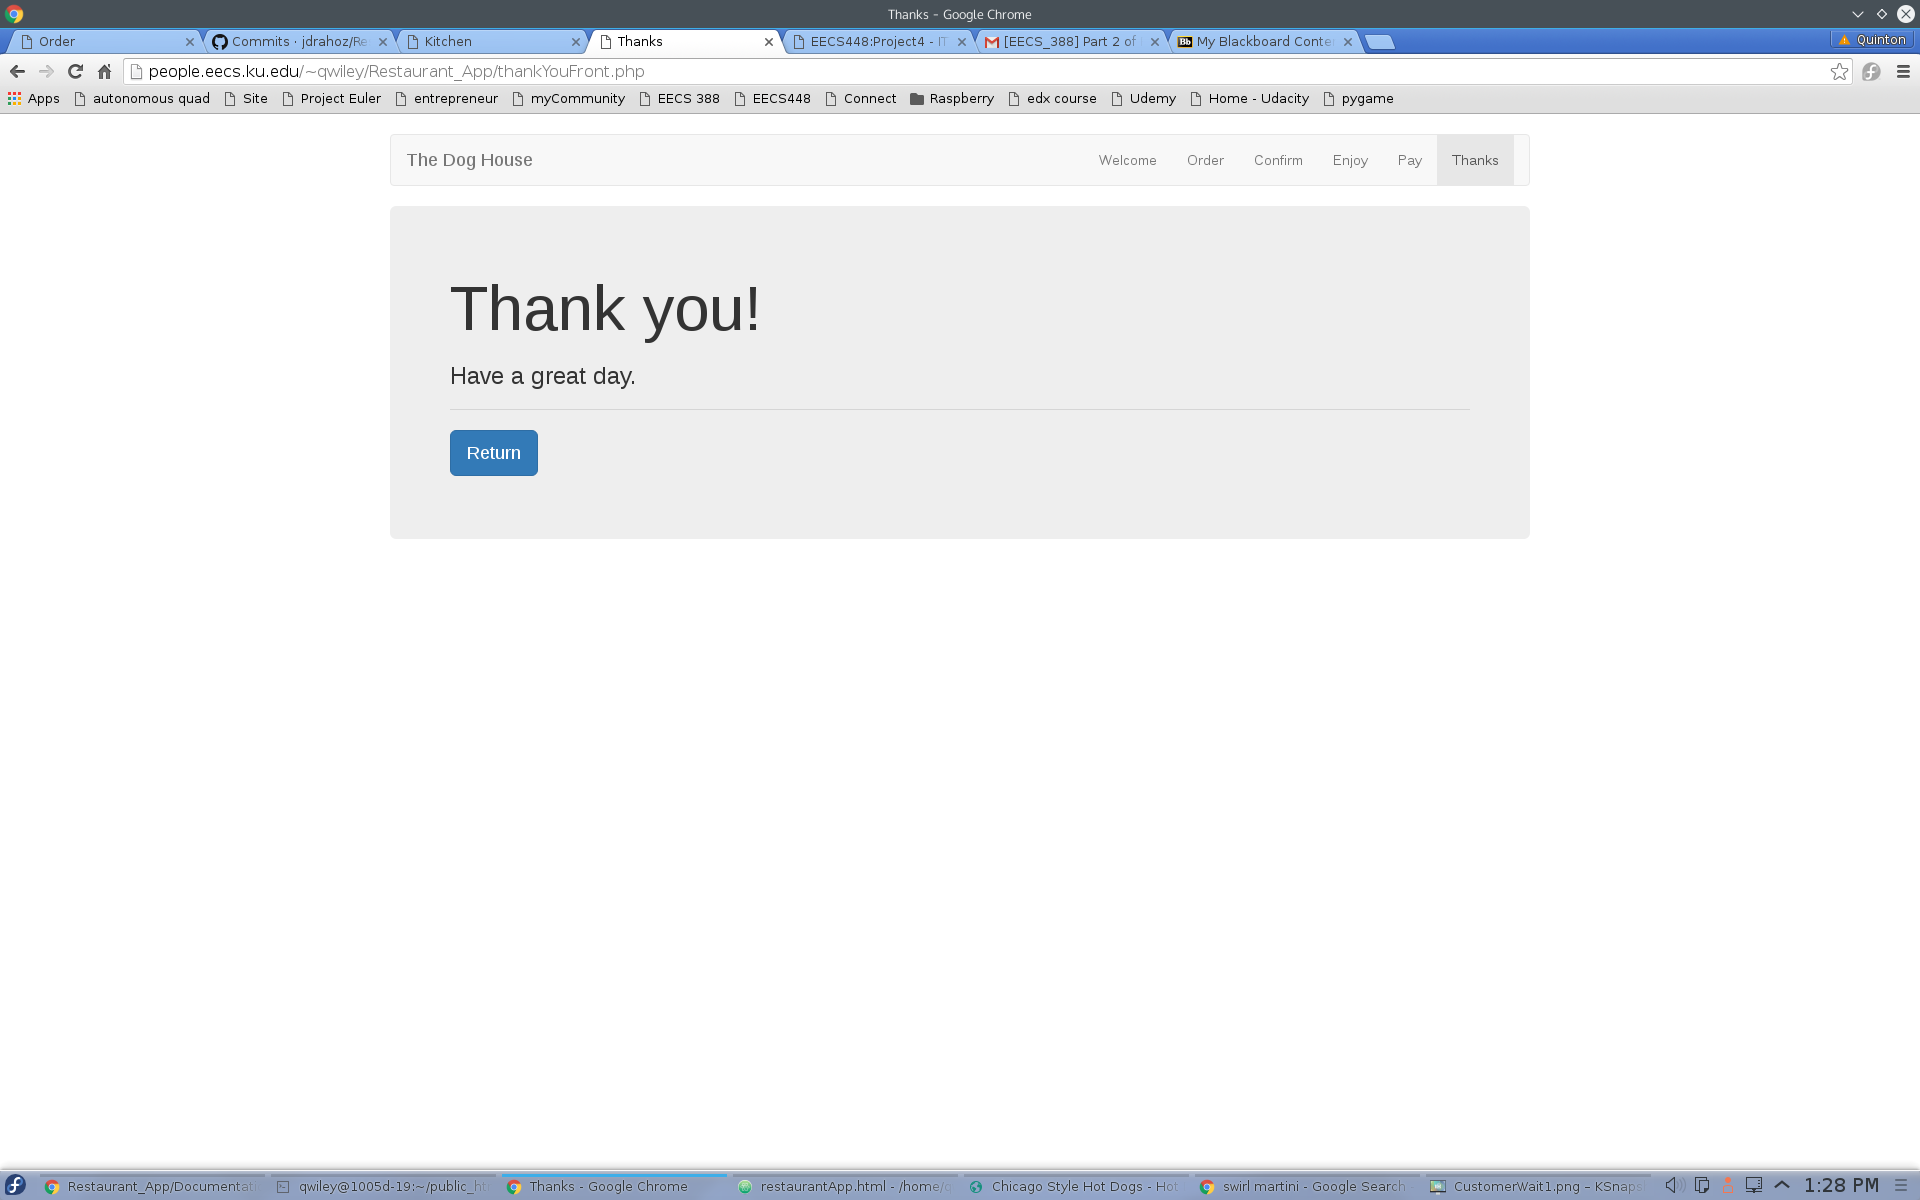 Thanks - Google Chrome
Order
Commits · jdrahoz/Re
Kitchen
Thanks
EECS448:Project4 - IT
[EECS_388] Part 2 of
My Blackboard Conte
Quinton
people.eecs.ku.edu/~qwiley/Restaurant_App/thankYouFront.php
Apps autonomous quad Site Project Euler entrepreneur myCommunity EECS 388 EECS448 Connect Raspberry edx course Udemy Home - Udacity pygame
The Dog House Welcome Order Confirm Enjoy Pay Thanks
Thank you!
Have a great day.
Return
Restaurant_App/Documentati
qwiley@1005d-19:~/public_ht
Thanks - Google Chrome
restaurantApp.html - /home/
Chicago Style Hot Dogs - Hot
swirl martini - Google Search -
CustomerWait1.png – KSnaps
1:28 PM